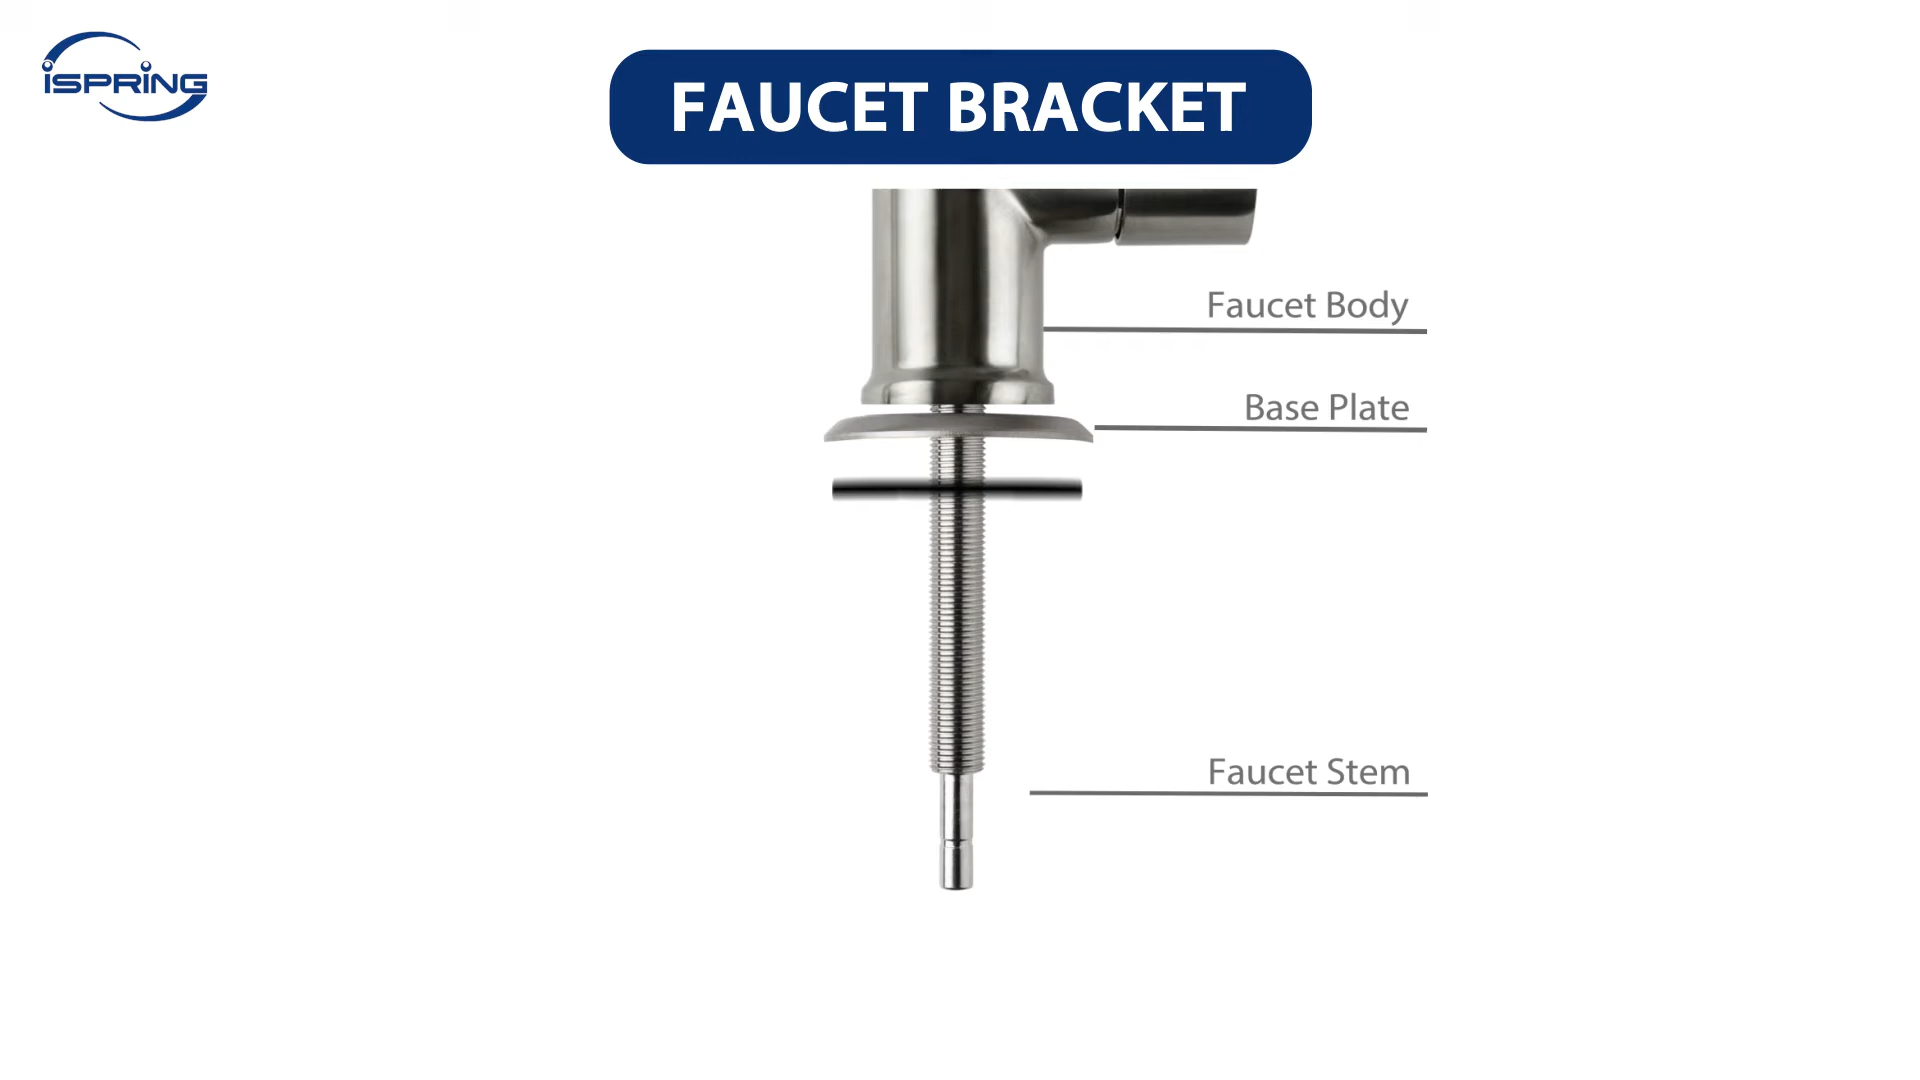 iSPRING
FAUCET BRACKET
Faucet Body
Base Plate
Faucet Stem